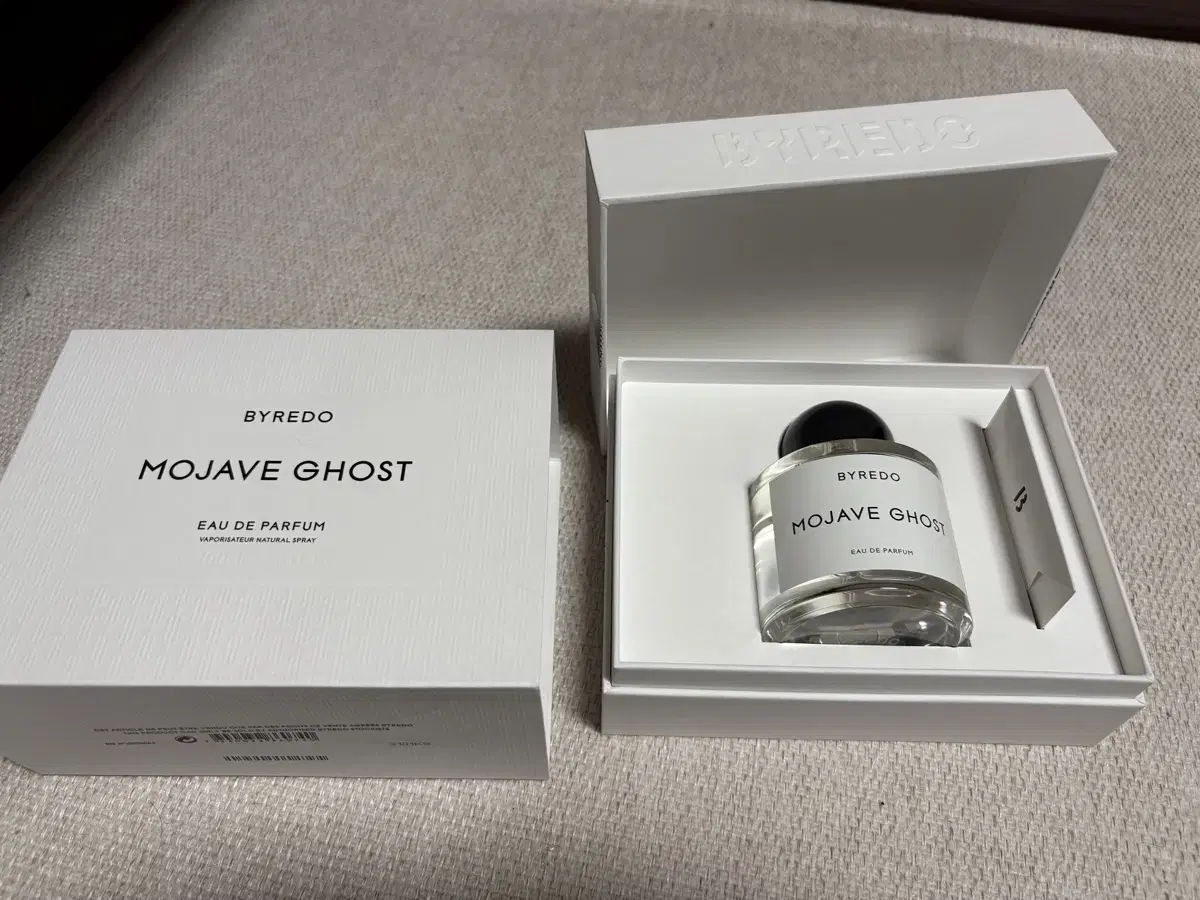 BYREDO
MOJAVE GHOST
EAU DE PARFUM
VAPORISATEUR NATURAL SPRAY
BYREDO
BYREDO
MOJAVE GHOST
EAU DE PARFUM
B